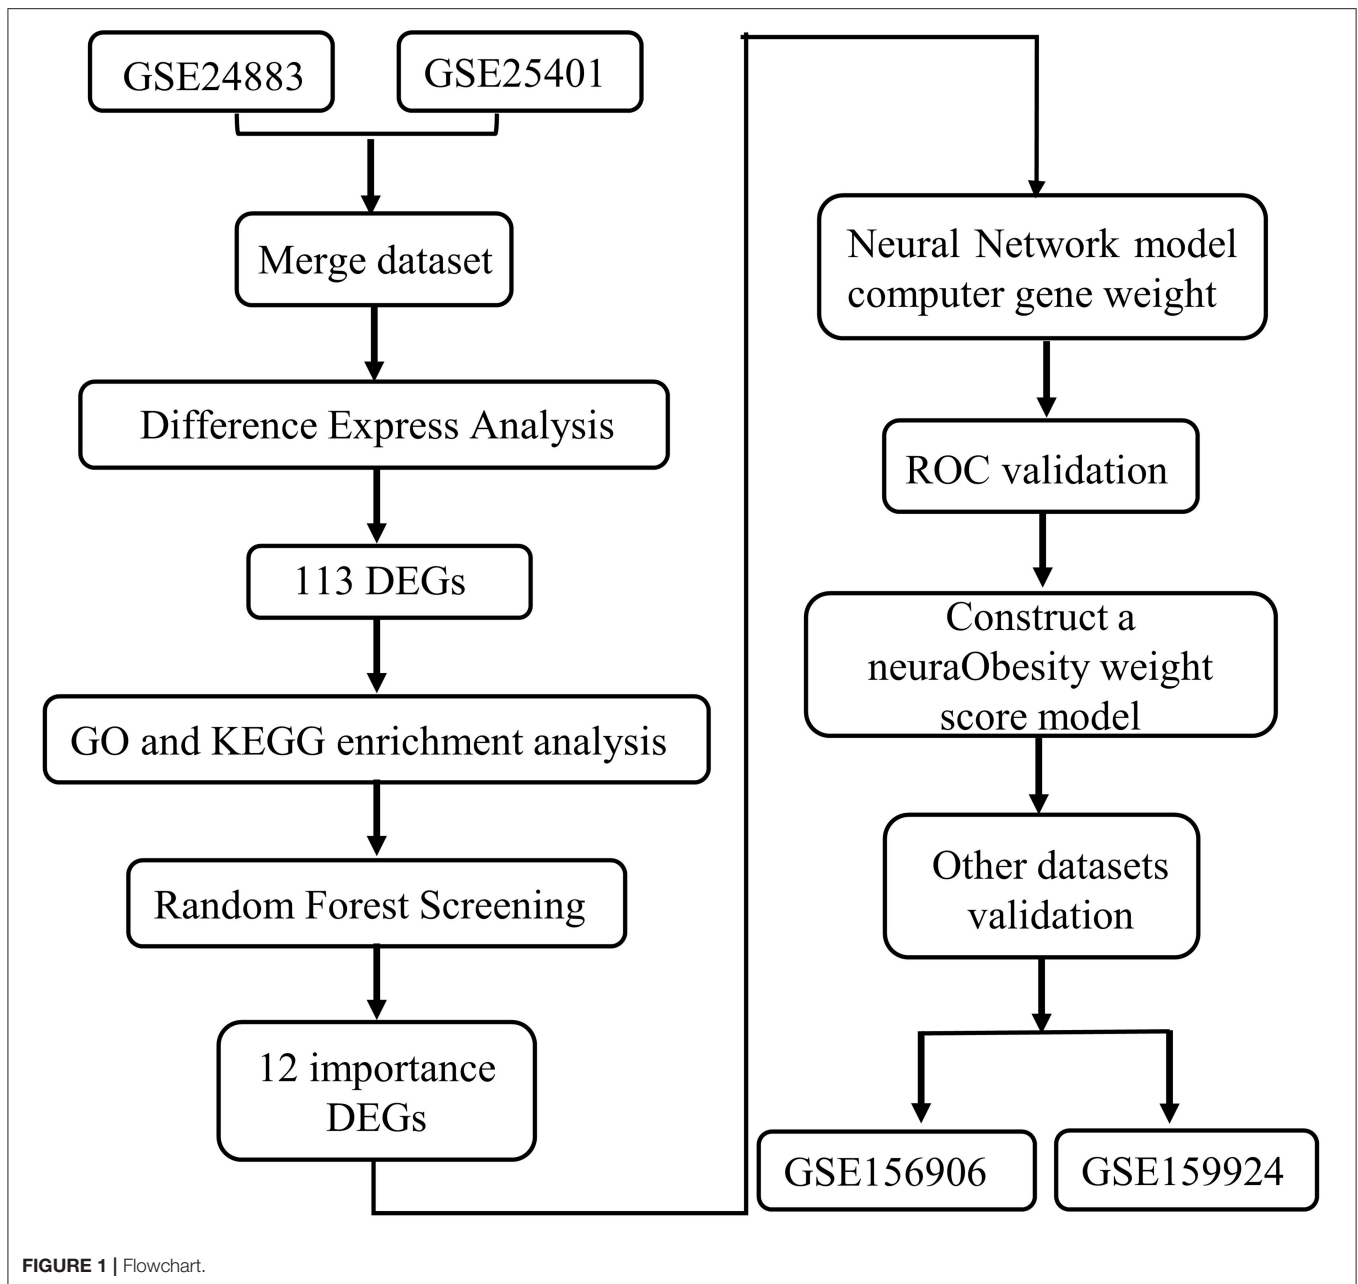 GSE24883
GSE25401
Merge dataset
Difference Express Analysis
113 DEGs
GO and KEGG enrichment analysis
Random Forest Screening
12 importance
DEGs
Neural Network model
computer gene weight
ROC validation
Construct a
neuraObesity weight
score model
Other datasets
validation
GSE156906
GSE159924
FIGURE 1 | Flowchart.